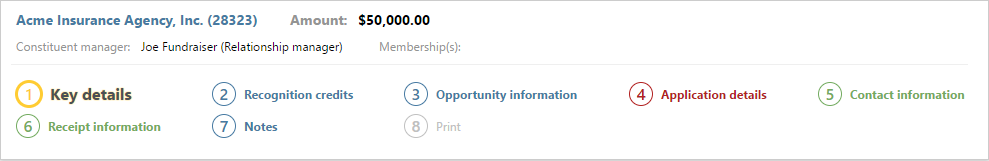 Acme Insurance Agency, Inc. (28323) Amount: $50,000.00
Constituent manager: Joe Fundraiser (Relationship manager) Membership(s):
1 Key details 2 Recognition credits 3 Opportunity information 4 Application details 5 Contact information
6 Receipt information 7 Notes 8 Print